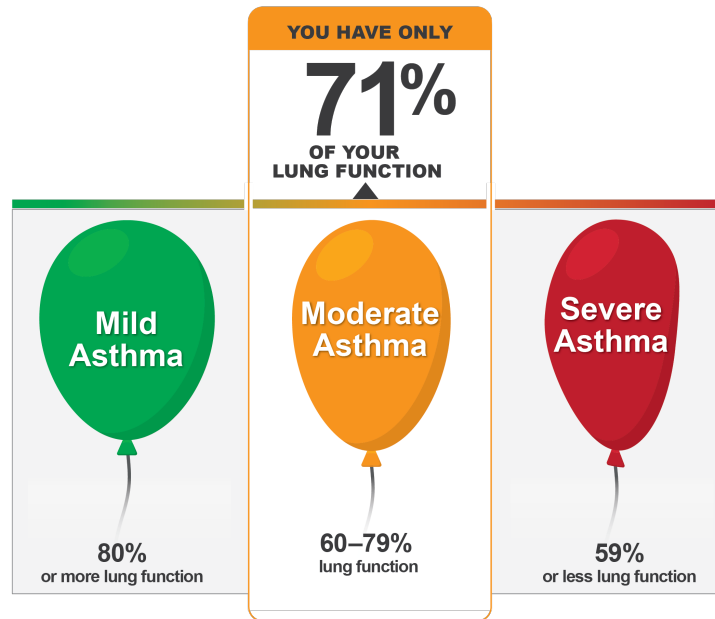 YOU HAVE ONLY
71%
OF YOUR
LUNG FUNCTION
Mild
Asthma
80%
or more lung function
Moderate
Asthma
60–79%
lung function
Severe
Asthma
59%
or less lung function